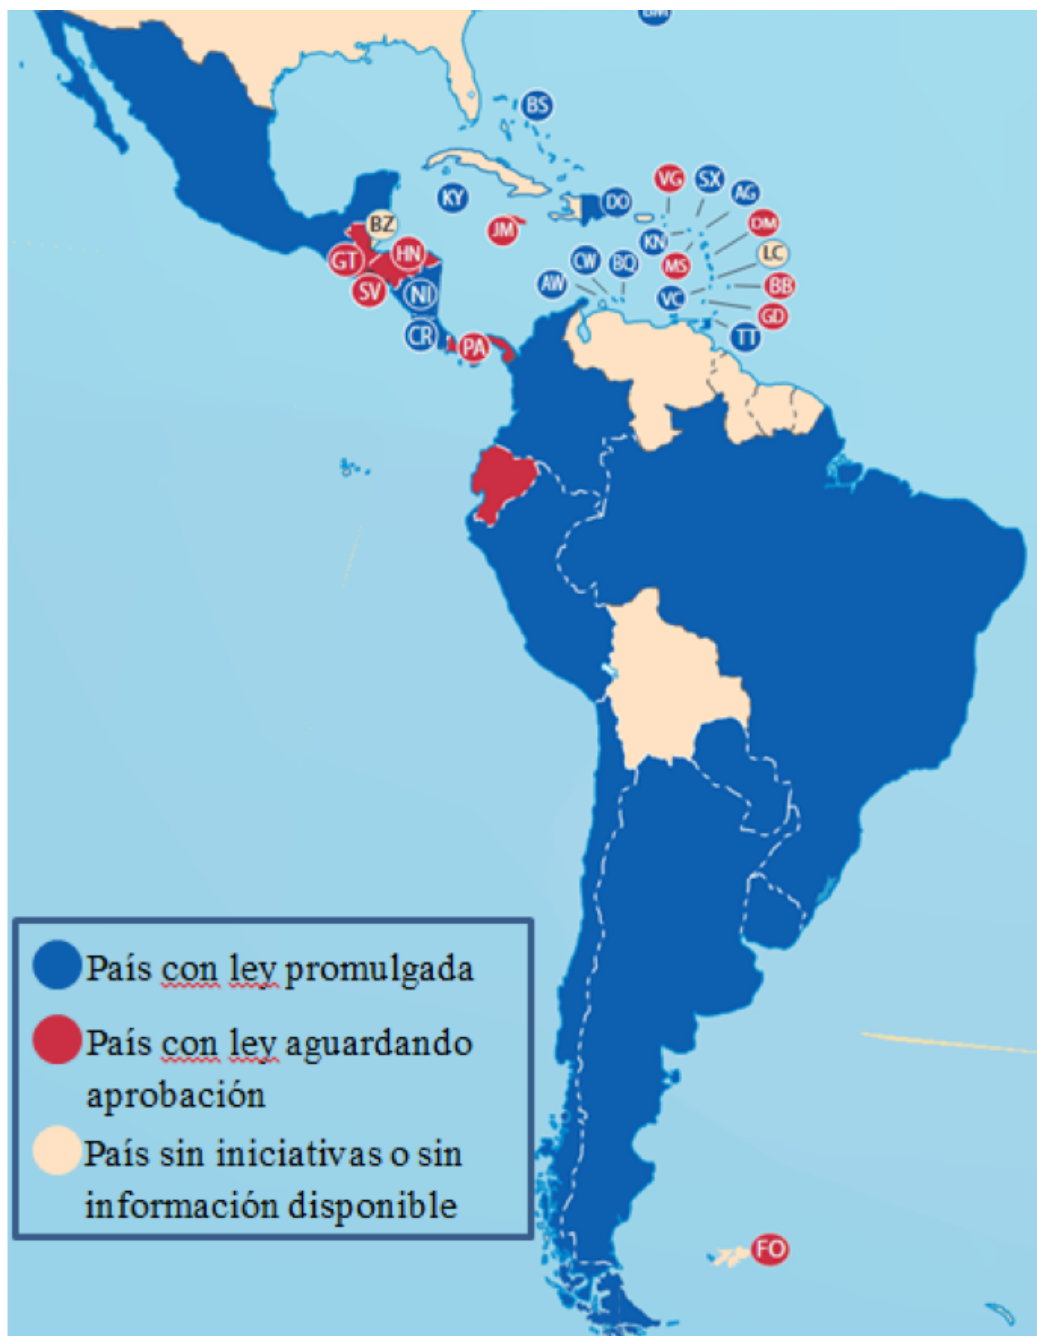 BM
BS
KY
DO
VG
SX
AG
BZ
JM
KN
DM
GT
HN
CW
BQ
MS
LC
SV
NI
AW
VC
BB
GD
CR
PA
TT
País con ley promulgada
País con ley aguardando
aprobación
País sin iniciativas o sin
información disponible
FO